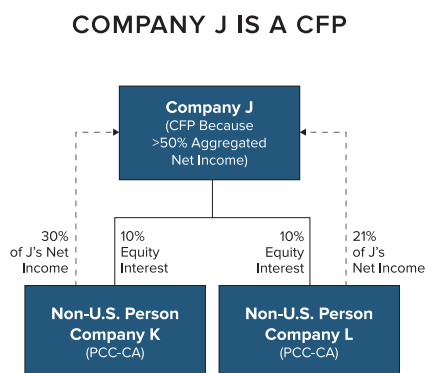 COMPANY J IS A CFP
Company J
(CFP Because
>50% Aggregated
Net Income)
30%
of J's Net
Income
10%
Equity
Interest
10%
Equity
Interest
21%
of J's
Net Income
Non-U.S. Person
Company K
(PCC-CA)
Non-U.S. Person
Company L
(PCC-CA)